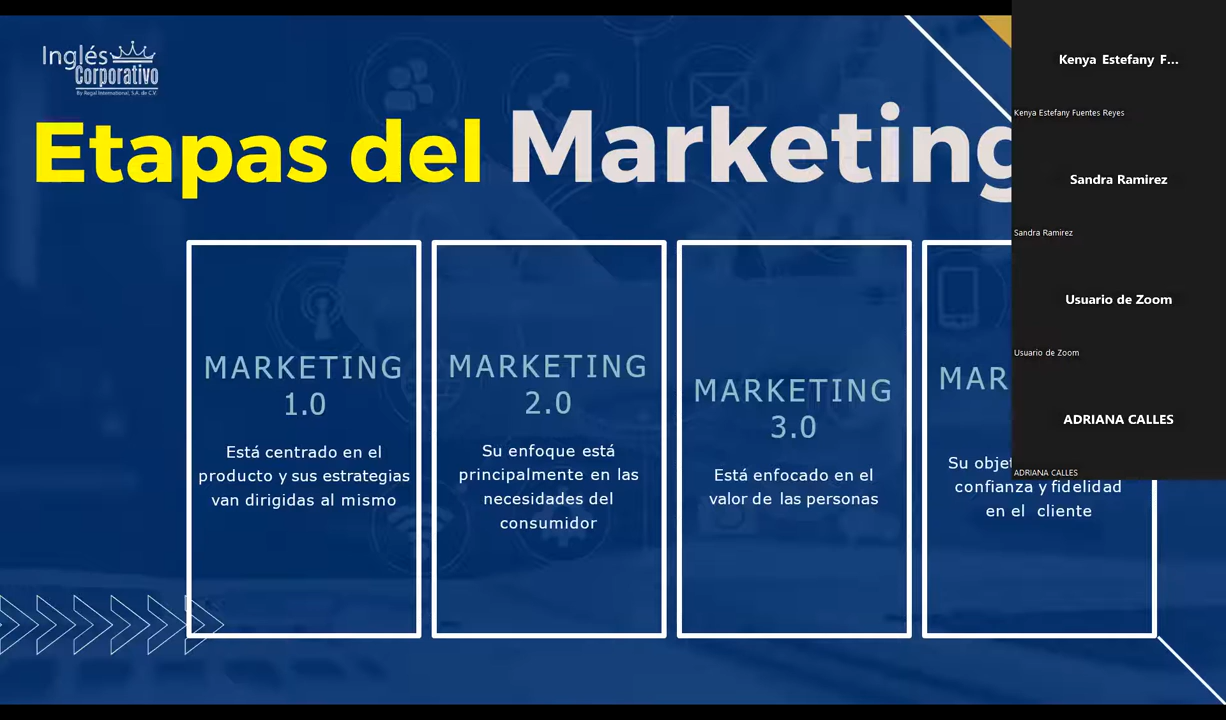 Inglés
Corporativo
By Regal International, S.A. de C.V.
Etapas del Marketing
MARKETING
1.0
Está centrado en el
producto y sus estrategias
van dirigidas al mismo
MARKETING
2.0
Su enfoque está
principalmente en las
necesidades del
consumidor
MARKETING
3.0
Está enfocado en el
valor de las personas
MAR
Su obje
confianza y fidelidad
en el cliente
Kenya Estefany F...
Kenya Estefany Fuentes Reyes
Sandra Ramirez
Sandra Ramirez
Usuario de Zoom
Usuario de Zoom
ADRIANA CALLES
ADRIANA CALLES